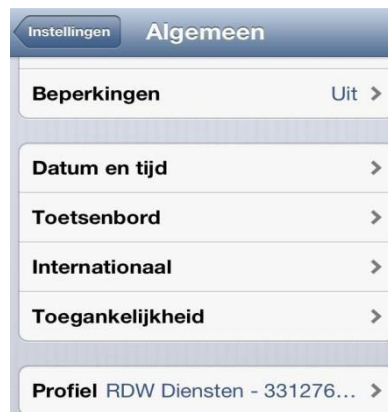 Instellingen Algemeen
Beperkingen Uit
Datum en tijd
Toetsenbord
Internationaal
Toegankelijkheid
Profiel RDW Diensten - 331276...